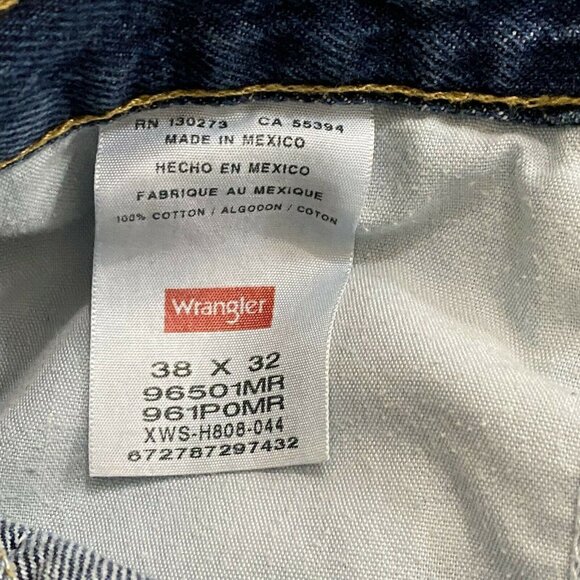 RN 130273 CA 55394
MADE IN MEXICO
HECHO EN MEXICO
FABRIQUE AU MEXIQUE
100% COTTON / ALGODON / COTON
Wrangler
38 X 32
96501MR
961P0MR
XWS-H808-044
672787297432